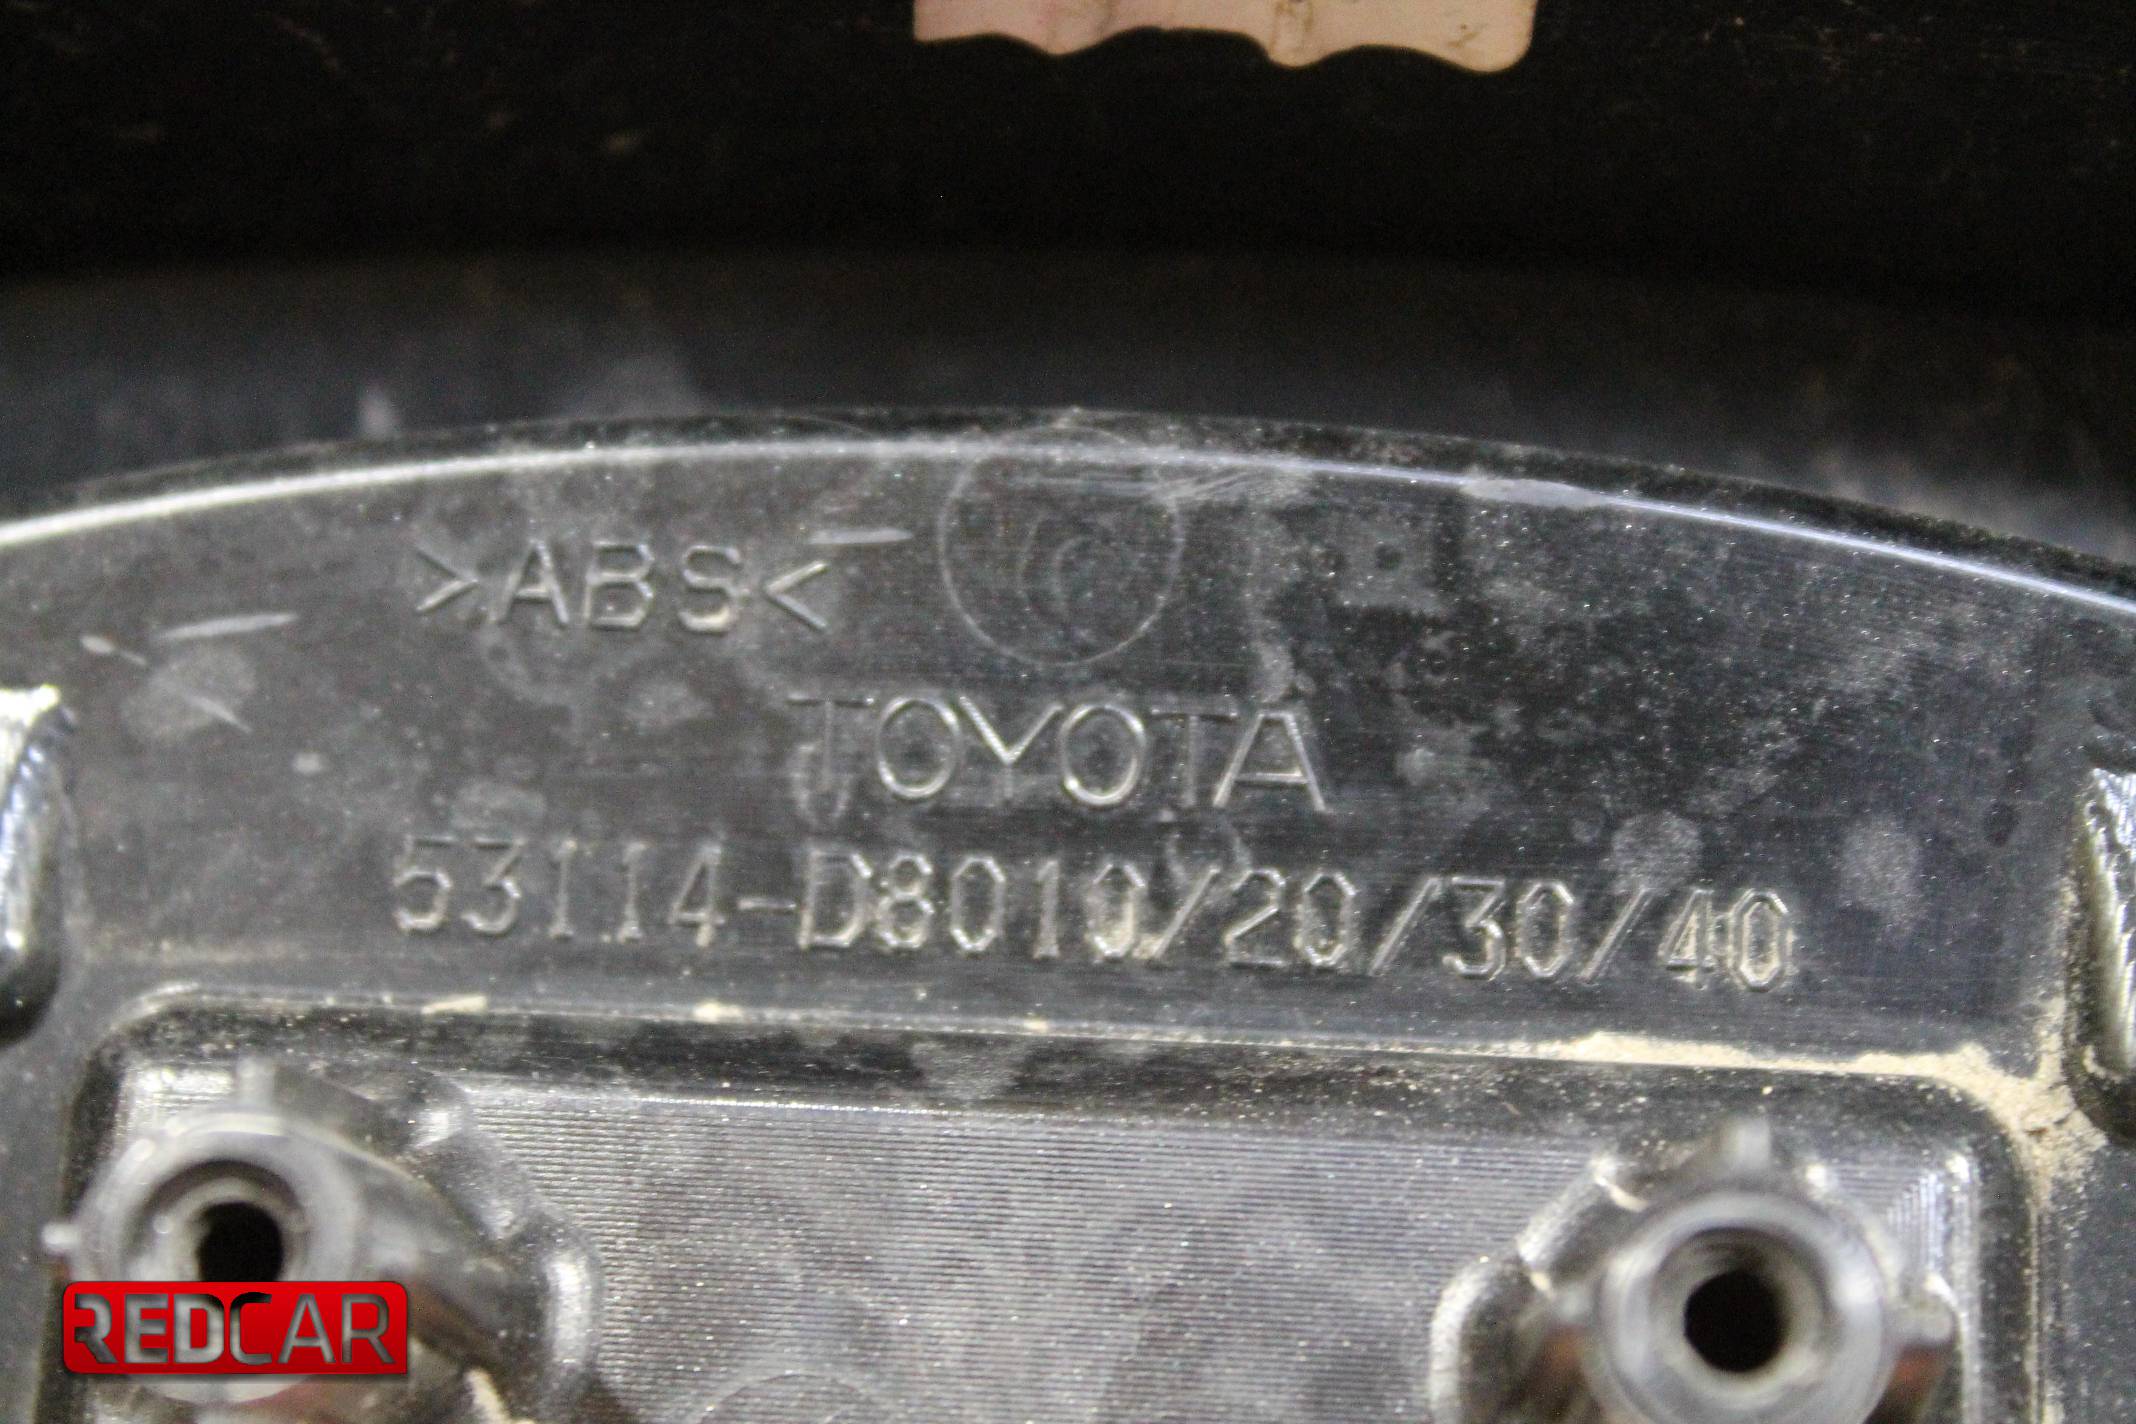 >ABS<
TOYOTA
53114-D8010/20/30/40
REDCAR